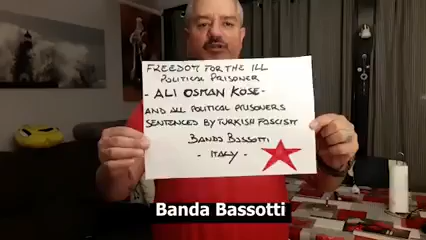 FREEDOM FOR THE ILL
POLITICAL PRISONER
- ALI OSMAN KOSE -
AND ALL POLITICAL PRISONERS
SENTENCED BY TURKISH FASCISM
BANDA BASSOTTI
- ITALY -
Banda Bassotti